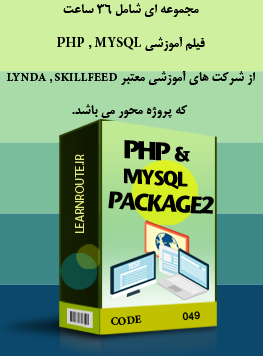 مجموعه ای شامل ۳۶ ساعت
فیلم آموزشی PHP , MYSQL
از شرکت های آموزشی معتبر LYNDA , SKILLFEED
که پروژه محور می باشد.
PHP &
MYSQL
PACKAGE2
LEARNROUTE.IR
CODE 049